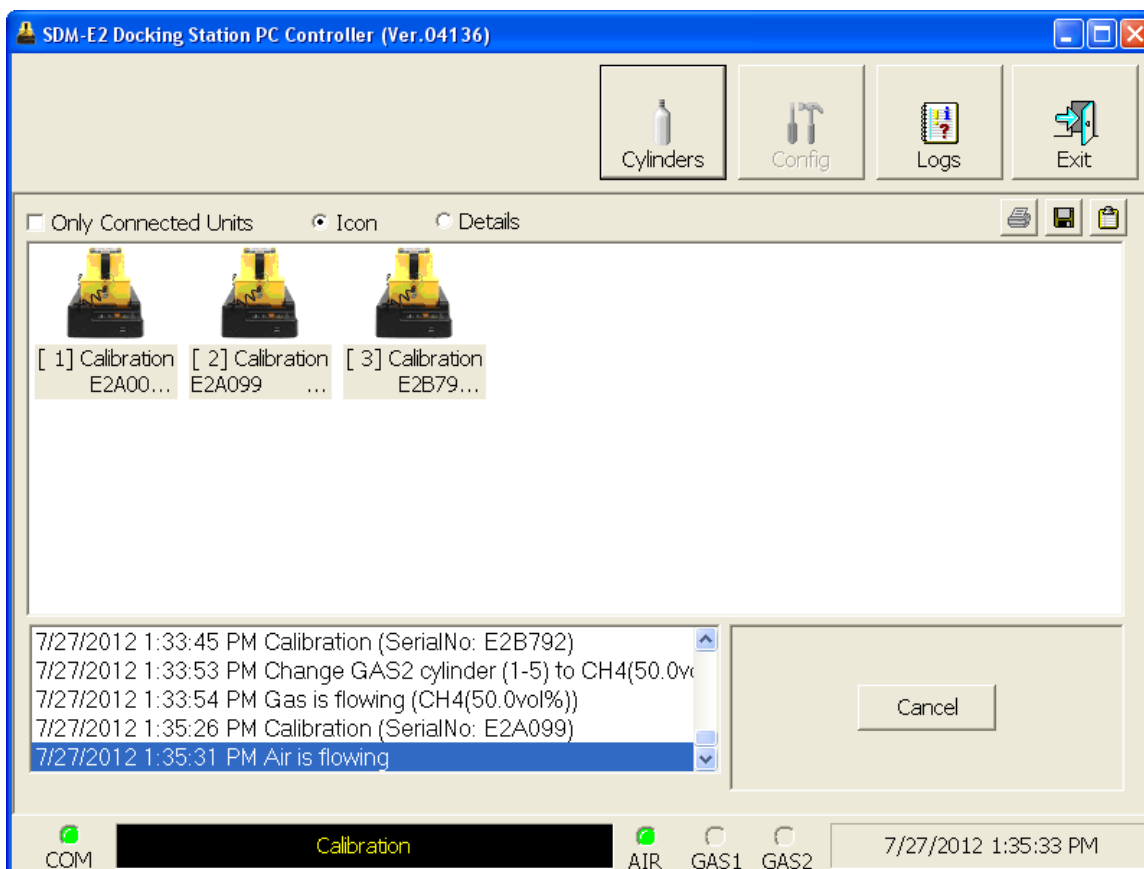 SDM-E2 Docking Station PC Controller (Ver.04136)
Cylinders
Config
Logs
Exit
Only Connected Units
Icon
Details
[ 1] Calibration
E2A00...
[ 2] Calibration
E2A099 ...
[ 3] Calibration
E2B79...
7/27/2012 1:33:45 PM Calibration (SerialNo: E2B792)
7/27/2012 1:33:53 PM Change GAS2 cylinder (1-5) to CH4(50.0v
7/27/2012 1:33:54 PM Gas is flowing (CH4(50.0vol%))
7/27/2012 1:35:26 PM Calibration (SerialNo: E2A099)
7/27/2012 1:35:31 PM Air is flowing
Cancel
COM
Calibration
AIR
GAS1
GAS2
7/27/2012 1:35:33 PM